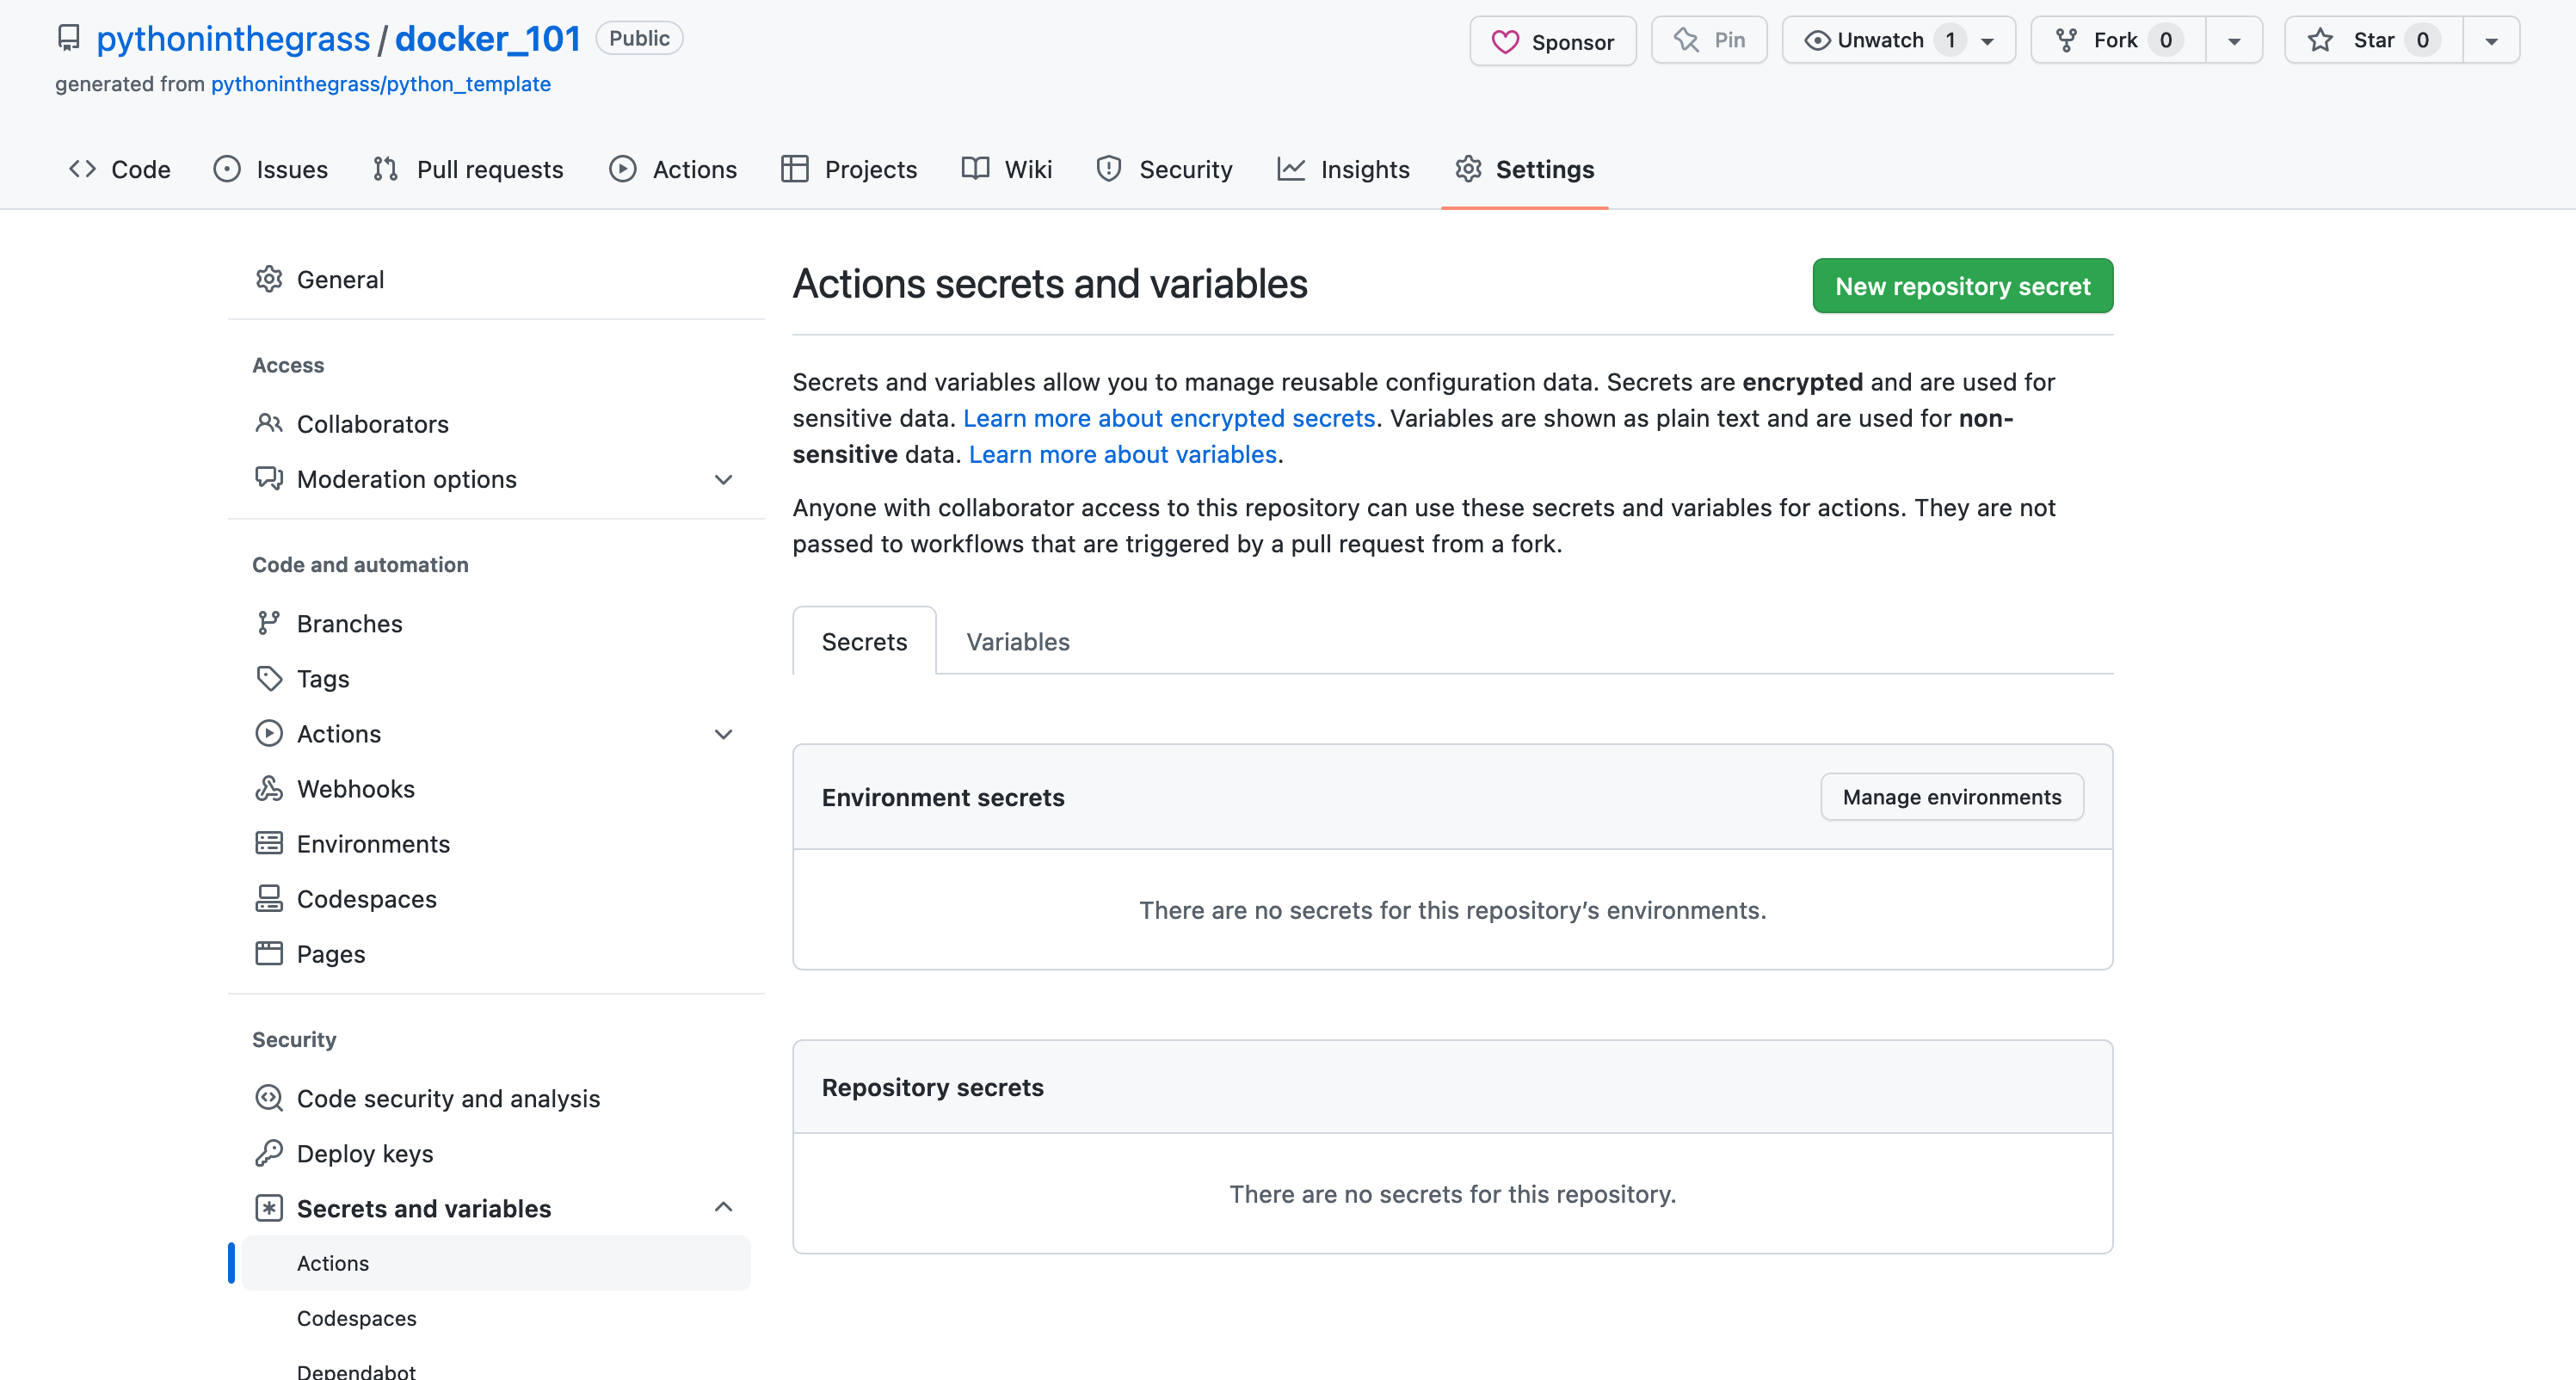 pythoninthegrass / docker_101 Public
Sponsor Pin Unwatch 1 Fork 0 Star 0
generated from pythoninthegrass/python_template
Code Issues Pull requests Actions Projects Wiki Security Insights Settings
General
Access
Collaborators
Moderation options
Code and automation
Branches
Tags
Actions
Webhooks
Environments
Codespaces
Pages
Security
Code security and analysis
Deploy keys
Secrets and variables
Actions
Codespaces
Dependabot
Actions secrets and variables
New repository secret
Secrets and variables allow you to manage reusable configuration data. Secrets are encrypted and are used for
sensitive data. Learn more about encrypted secrets. Variables are shown as plain text and are used for non-
sensitive data. Learn more about variables.
Anyone with collaborator access to this repository can use these secrets and variables for actions. They are not
passed to workflows that are triggered by a pull request from a fork.
Secrets Variables
Environment secrets
Manage environments
There are no secrets for this repository’s environments.
Repository secrets
There are no secrets for this repository.